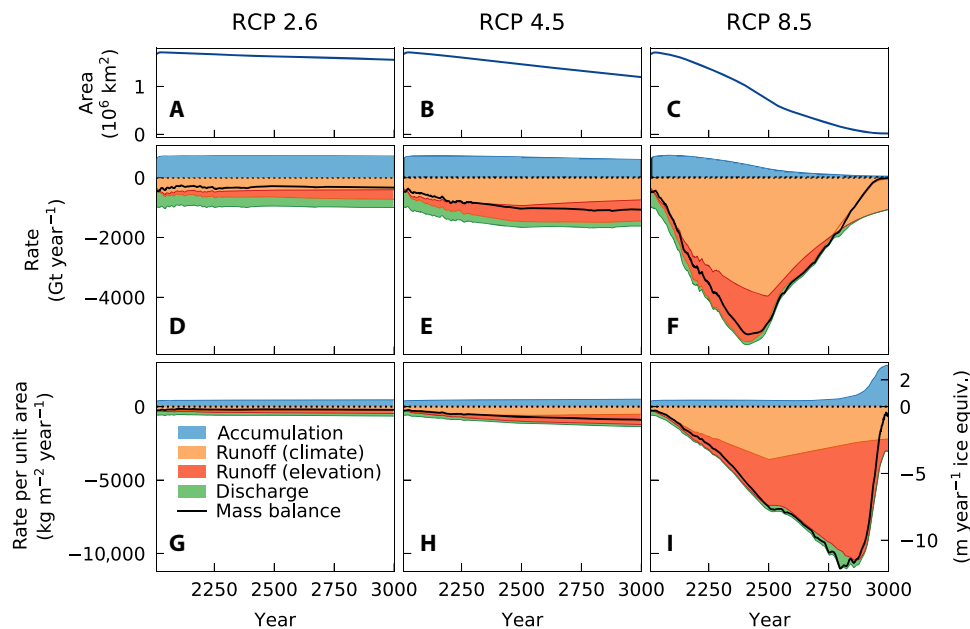 RCP 2.6 RCP 4.5 RCP 8.5
Area
(10⁶ km²)
1
0
A B C
Rate
(Gt year⁻¹)
0
−2000
−4000
D E F
Rate per unit area
(kg m⁻² year⁻¹)
0
−5000
−10,000
Accumulation
Runoff (climate)
Runoff (elevation)
Discharge
Mass balance
G H I
2
0
−5
−10
(m year⁻¹ ice equiv.)
2250 2500 2750 3000 2250 2500 2750 3000 2250 2500 2750 3000
Year Year Year